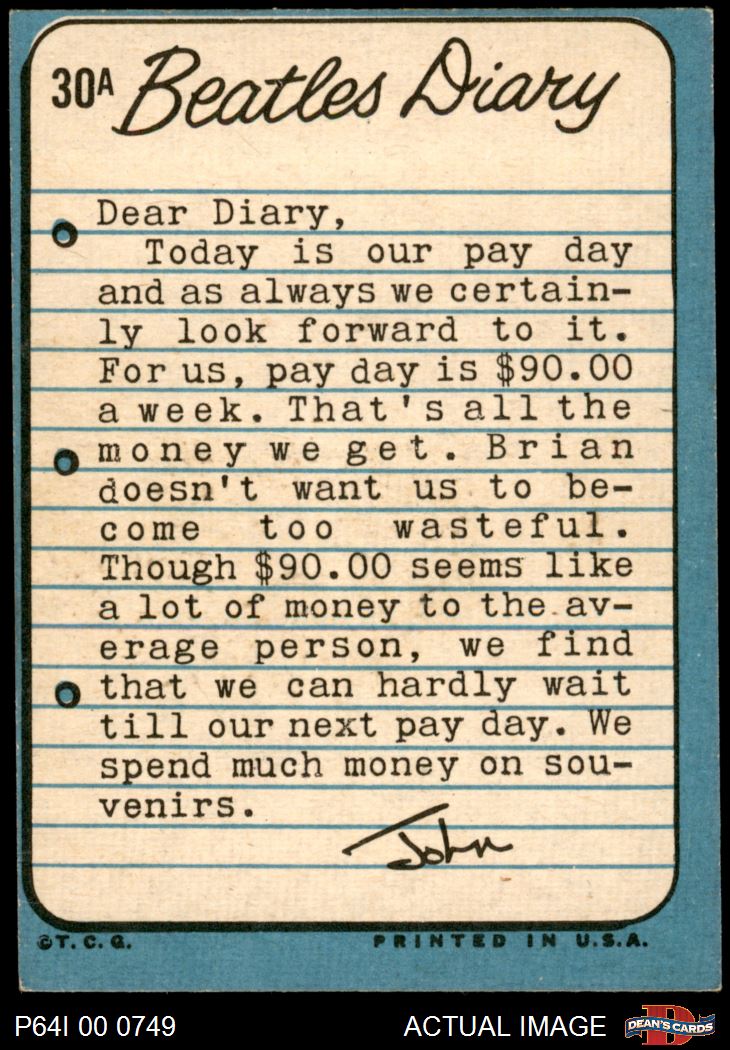 30A Beatles Diary
Dear Diary,
Today is our pay day
and as always we certain-
ly look forward to it.
For us, pay day is $90.00
a week. That's all the
money we get. Brian
doesn't want us to be-
come too wasteful.
Though $90.00 seems like
a lot of money to the av-
erage person, we find
that we can hardly wait
till our next pay day. We
spend much money on sou-
venirs.
John
©T.C.G. PRINTED IN U.S.A.
P64I 00 0749 ACTUAL IMAGE D DEAN'S CARDS